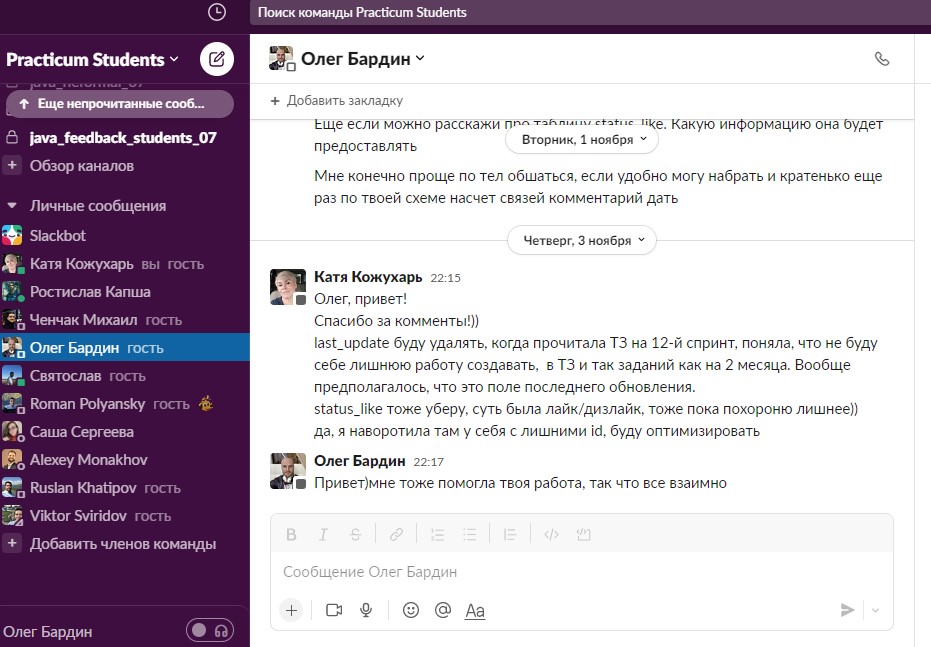 Поиск команды Practicum Students
Practicum Students
java_neformal_07
Еще непрочитанные сооб...
java_feedback_students_07
Обзор каналов
Личные сообщения
Slackbot
Катя Кожухарь вы гость
Ростислав Капша
Ченчак Михаил гость
Олег Бардин гость
Святослав гость
Roman Polyansky гость
Саша Сергеева
Alexey Monakhov
Ruslan Khatipov гость
Viktor Sviridov гость
Добавить членов команды
Олег Бардин
Олег Бардин
Добавить закладку
Еще если можно расскажи про таблицу status_like. Какую информацию она будет
предоставлять
Вторник, 1 ноября
Мне конечно проще по тел обшаться, если удобно могу набрать и кратенько еще
раз по твоей схеме насчет связей комментарий дать
Четверг, 3 ноября
Катя Кожухарь 22:15
Олег, привет!
Спасибо за комменты!))
last_update буду удалять, когда прочитала ТЗ на 12-й спринт, поняла, что не буду
себе лишнюю работу создавать, в ТЗ и так заданий как на 2 месяца. Вообще
предполагалось, что это поле последнего обновления.
status_like тоже уберу, суть была лайк/дизлайк, тоже пока похороню лишнее))
да, я наворотила там у себя с лишними id, буду оптимизировать
Олег Бардин 22:17
Привет)мне тоже помогла твоя работа, так что все взаимно
B I S
Сообщение Олег Бардин
Aa